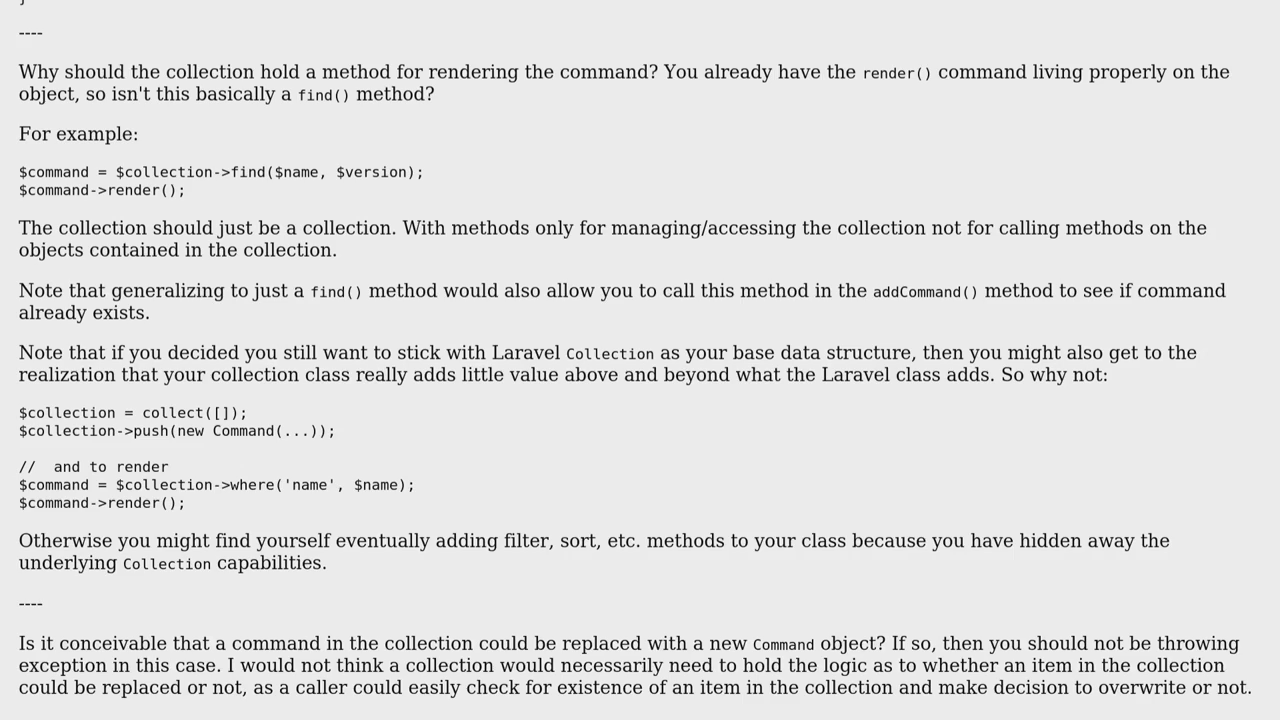 }
----
Why should the collection hold a method for rendering the command? You already have the render() command living properly on the
object, so isn't this basically a find() method?
For example:
$command = $collection->find($name, $version);
$command->render();
The collection should just be a collection. With methods only for managing/accessing the collection not for calling methods on the
objects contained in the collection.
Note that generalizing to just a find() method would also allow you to call this method in the addCommand() method to see if command
already exists.
Note that if you decided you still want to stick with Laravel Collection as your base data structure, then you might also get to the
realization that your collection class really adds little value above and beyond what the Laravel class adds. So why not:
$collection = collect([]);
$collection->push(new Command(...));
//  and to render
$command = $collection->where('name', $name);
$command->render();
Otherwise you might find yourself eventually adding filter, sort, etc. methods to your class because you have hidden away the
underlying Collection capabilities.
----
Is it conceivable that a command in the collection could be replaced with a new Command object? If so, then you should not be throwing
exception in this case. I would not think a collection would necessarily need to hold the logic as to whether an item in the collection
could be replaced or not, as a caller could easily check for existence of an item in the collection and make decision to overwrite or not.